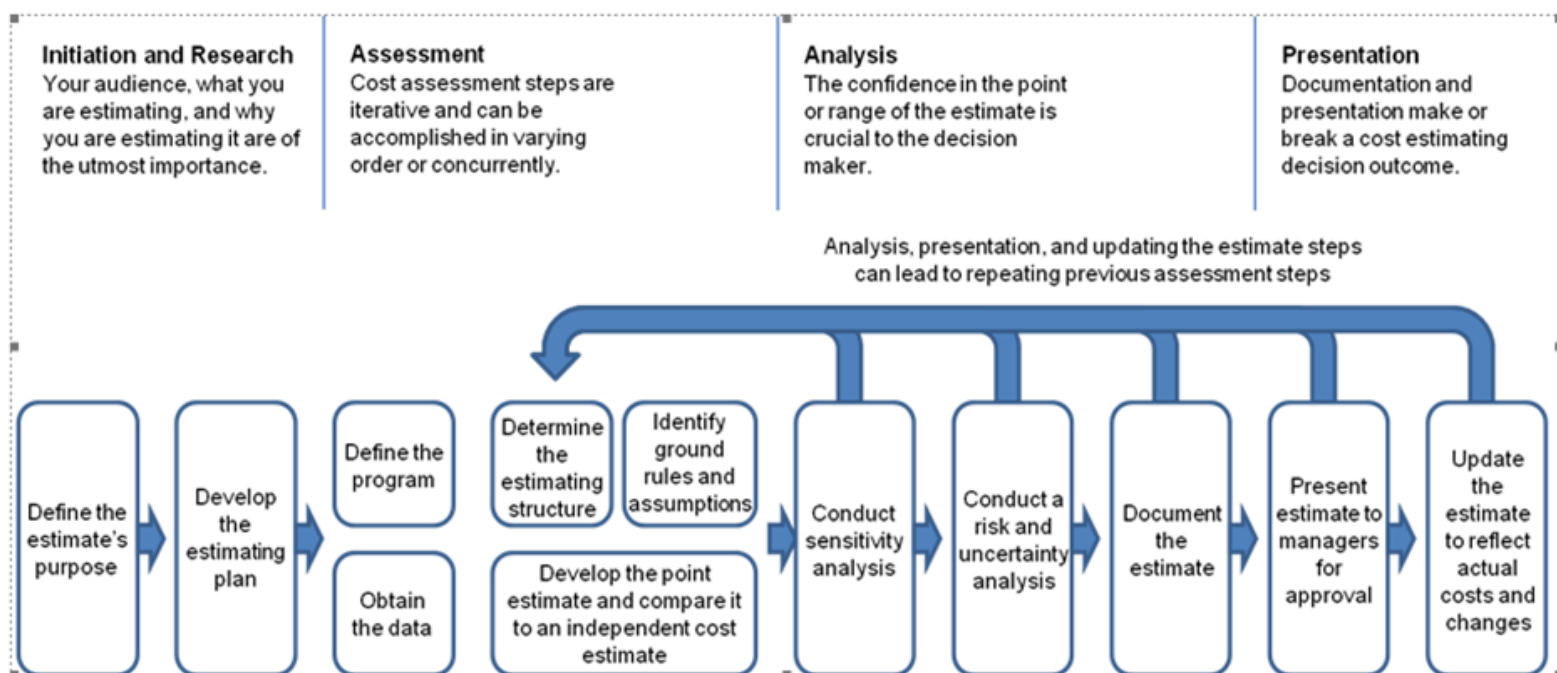 Initiation and Research
Your audience, what you
are estimating, and why
you are estimating it are of
the utmost importance.
Assessment
Cost assessment steps are
iterative and can be
accomplished in varying
order or concurrently.
Analysis
The confidence in the point
or range of the estimate is
crucial to the decision
maker.
Presentation
Documentation and
presentation make or
break a cost estimating
decision outcome.
Analysis, presentation, and updating the estimate steps
can lead to repeating previous assessment steps
Define the
estimate's
purpose
Develop
the
estimating
plan
Define the
program
Obtain
the data
Determine
the
estimating
structure
Identify
ground
rules and
assumptions
Develop the point
estimate and compare it
to an independent cost
estimate
Conduct
sensitivity
analysis
Conduct a
risk and
uncertainty
analysis
Document
the
estimate
Present
estimate to
managers
for
approval
Update
the
estimate
to reflect
actual
costs and
changes